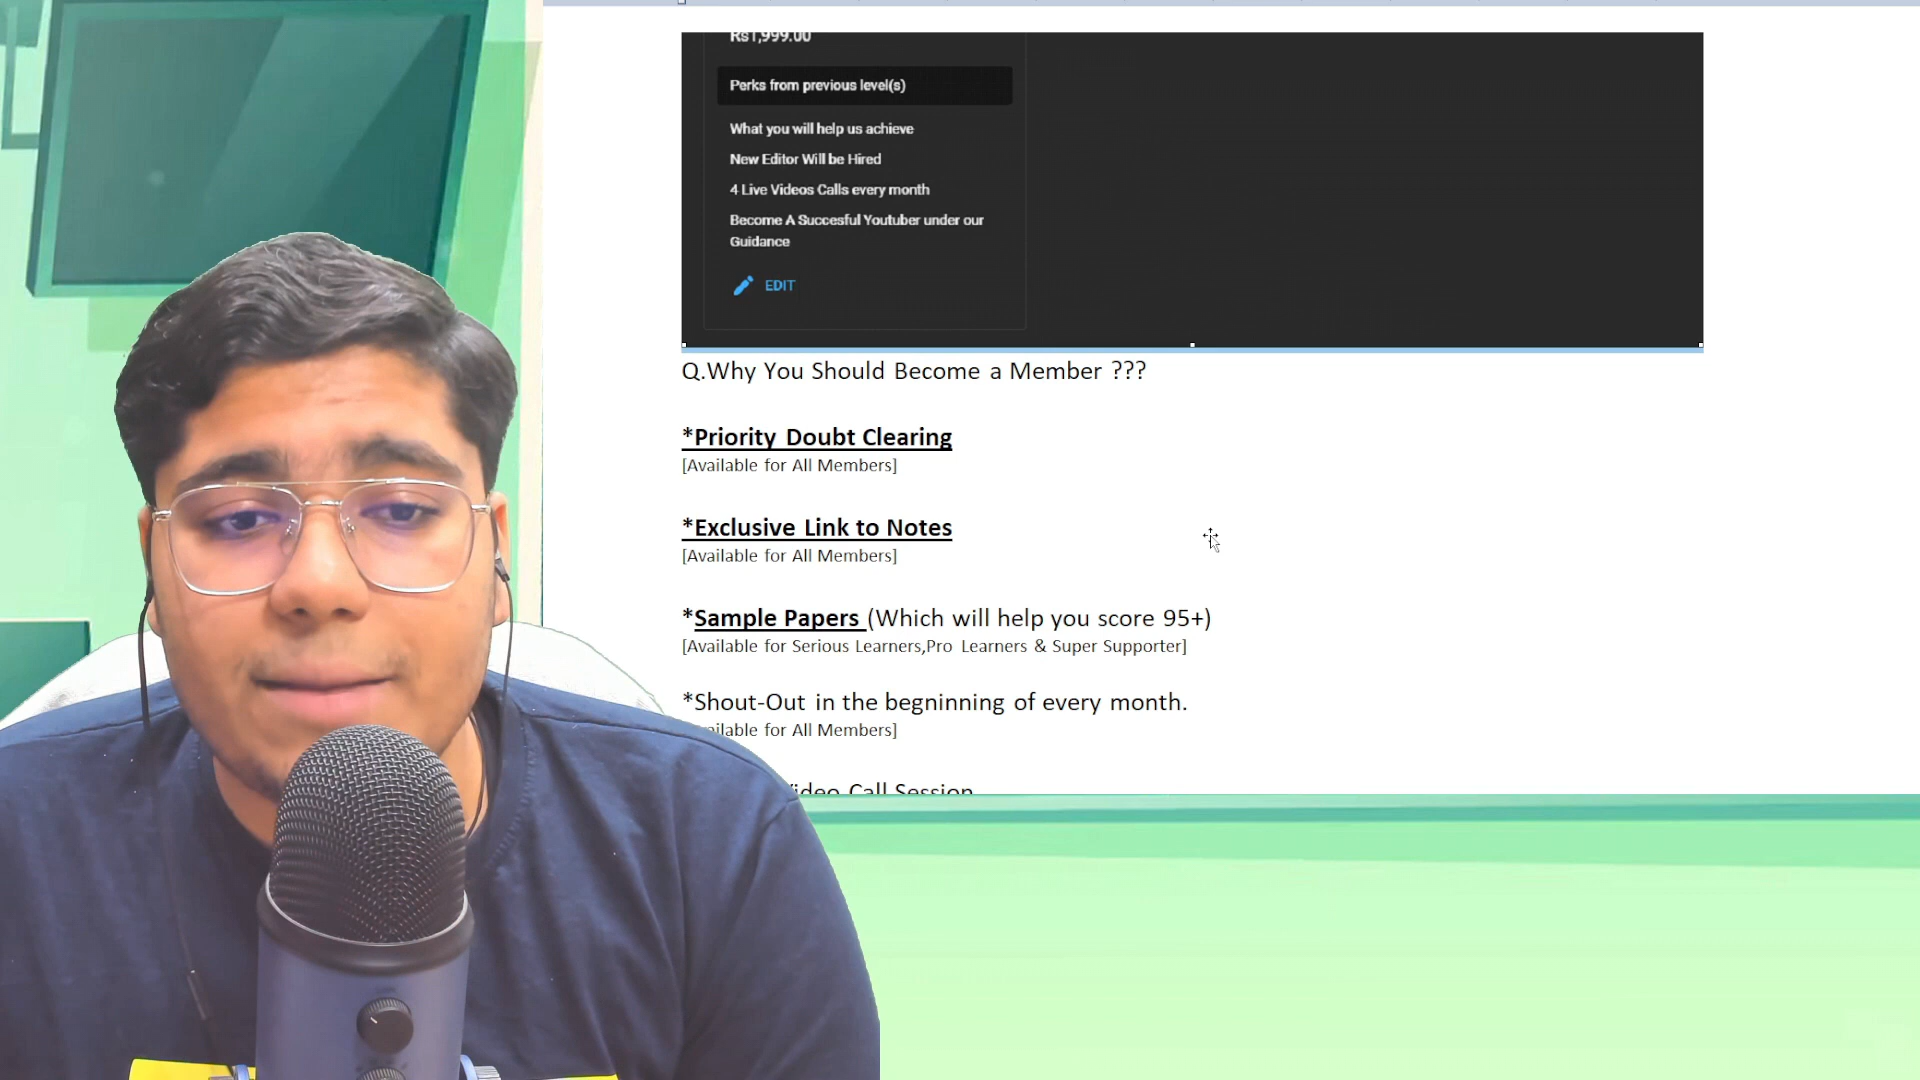 Rs1,999.00
Perks from previous level(s)
What you will help us achieve
New Editor Will be Hired
4 Live Videos Calls every month
Become A Succesful Youtuber under our
Guidance
EDIT
Q.Why You Should Become a Member ???
*Priority Doubt Clearing
[Available for All Members]
*Exclusive Link to Notes
[Available for All Members]
*Sample Papers (Which will help you score 95+)
[Available for Serious Learners,Pro Learners & Super Supporter]
*Shout-Out in the begninning of every month.
for All Members]
Call Session